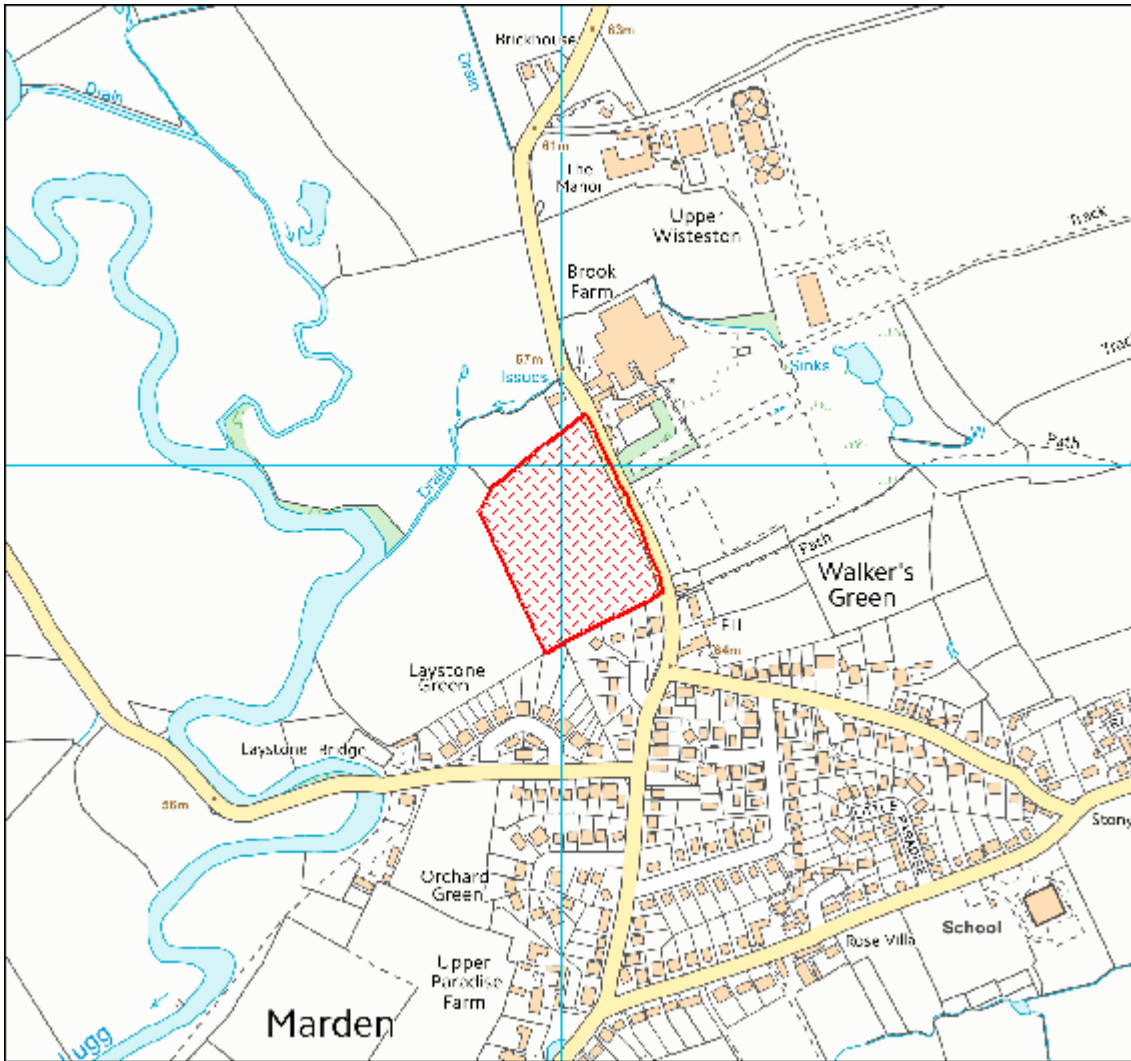 63m
Brickhouse
Drain
Drain
61m
The
Manor
Upper
Wisteston
Track
Brook
Farm
Track
67m
Issues
Sinks
Path
Drain
Path
Walker's
Green
El
64m
Laystone
Green
Laystone Bridge
56m
Stony
PARADISE
Orchard
Green
School
Rose Villa
Upper
Paradise
Farm
Marden
Lugg